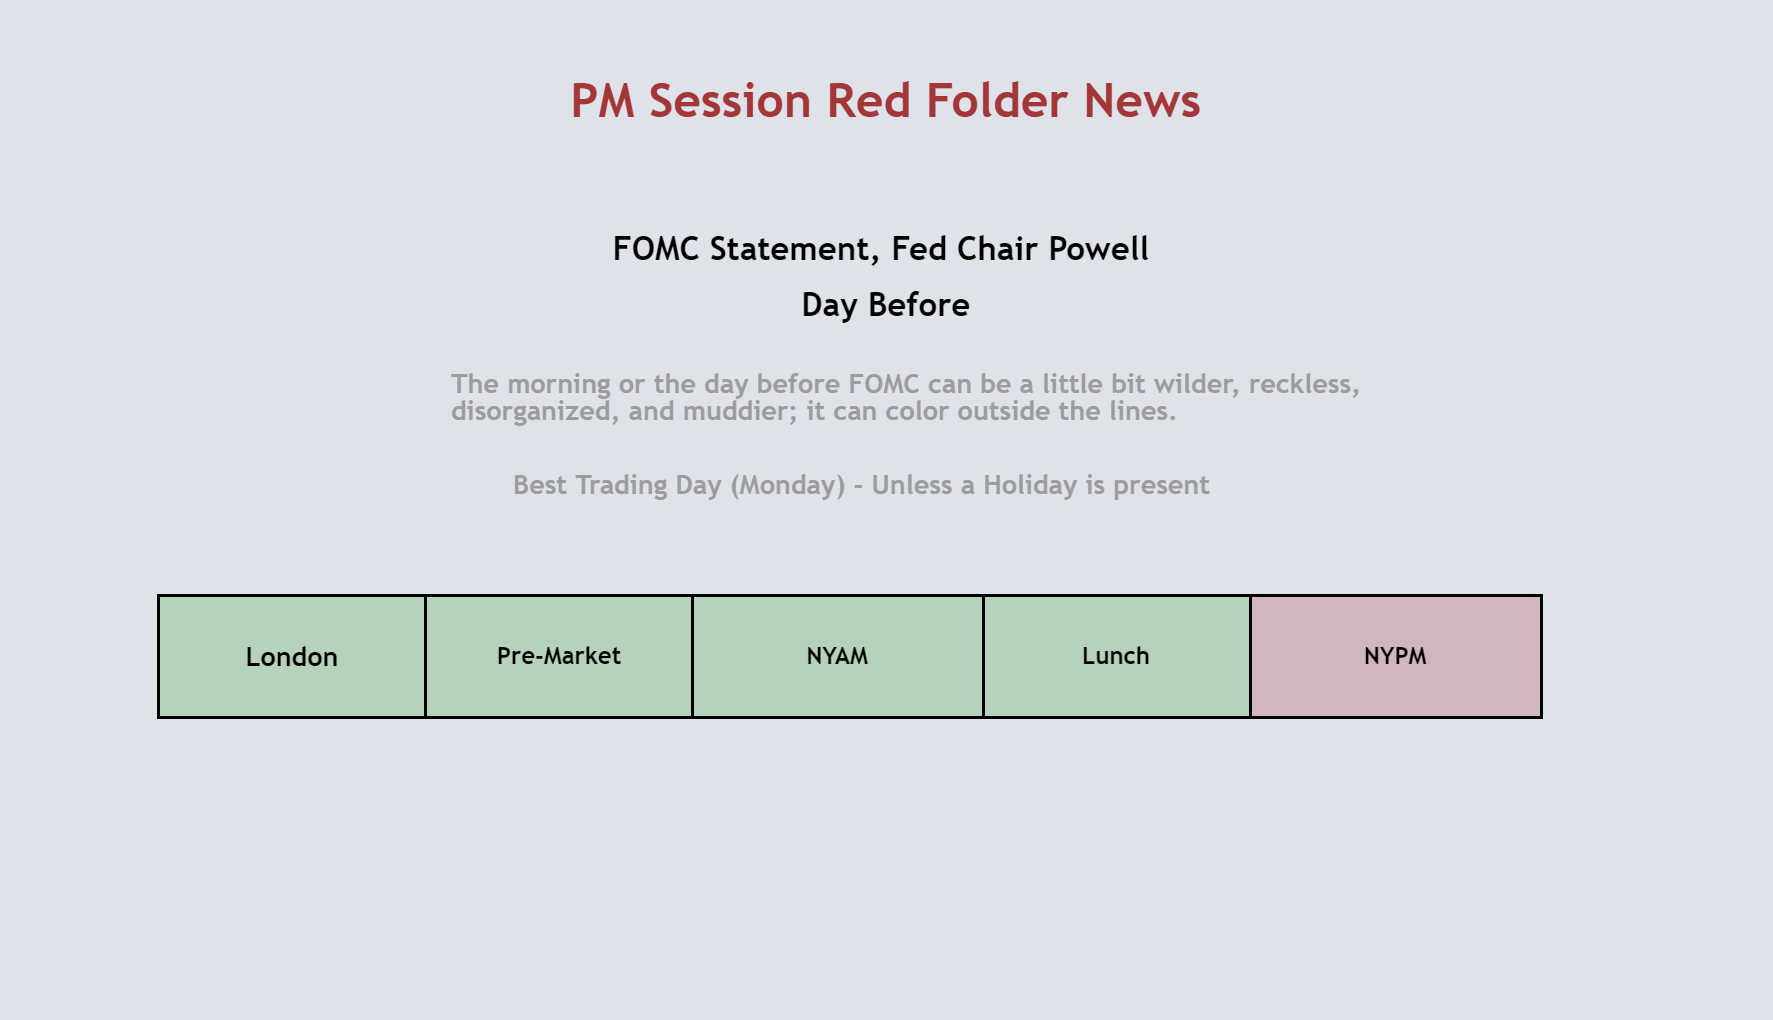 PM Session Red Folder News
FOMC Statement, Fed Chair Powell
Day Before
The morning or the day before FOMC can be a little bit wilder, reckless,
disorganized, and muddier; it can color outside the lines.
Best Trading Day (Monday) - Unless a Holiday is present
London
Pre-Market
NYAM
Lunch
NYPM